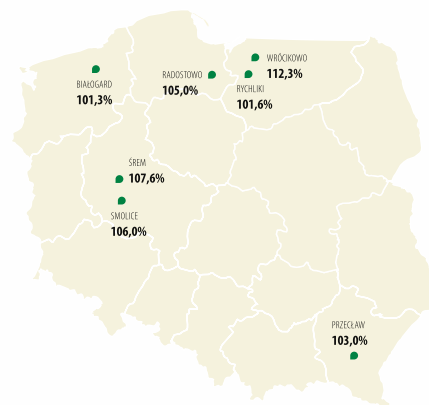 WRÓCIKOWO
112,3%
RADOSTOWO
105,0%
BIAŁOGARD
101,3%
RYCHLIKI
101,6%
ŚREM
107,6%
SMOLICE
106,0%
PRZECŁAW
103,0%